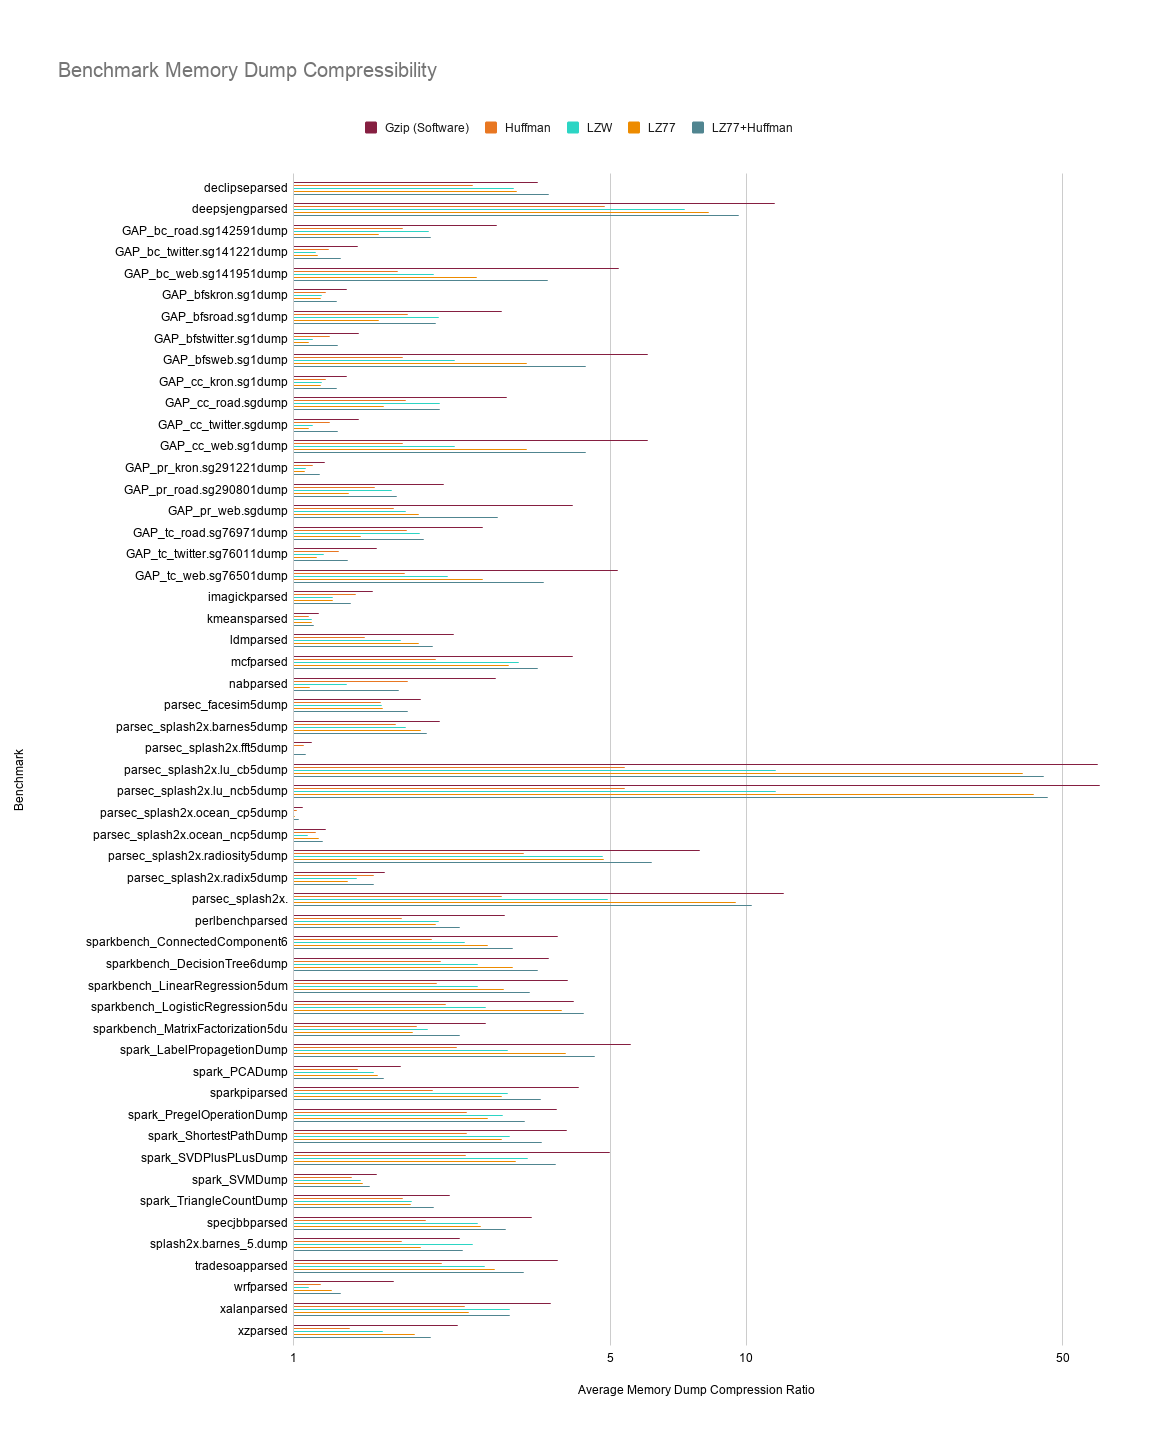 Benchmark Memory Dump Compressibility
Gzip (Software) Huffman LZW LZ77 LZ77+Huffman
declipseparsed
deepsjengparsed
GAP_bc_road.sg142591dump
GAP_bc_twitter.sg141221dump
GAP_bc_web.sg141951dump
GAP_bfskron.sg1dump
GAP_bfsroad.sg1dump
GAP_bfstwitter.sg1dump
GAP_bfsweb.sg1dump
GAP_cc_kron.sg1dump
GAP_cc_road.sgdump
GAP_cc_twitter.sgdump
GAP_cc_web.sg1dump
GAP_pr_kron.sg291221dump
GAP_pr_road.sg290801dump
GAP_pr_web.sgdump
GAP_tc_road.sg76971dump
GAP_tc_twitter.sg76011dump
GAP_tc_web.sg76501dump
imagickparsed
kmeansparsed
ldmparsed
mcfparsed
nabparsed
parsec_facesim5dump
parsec_splash2x.barnes5dump
parsec_splash2x.fft5dump
parsec_splash2x.lu_cb5dump
parsec_splash2x.lu_ncb5dump
parsec_splash2x.ocean_cp5dump
parsec_splash2x.ocean_ncp5dump
parsec_splash2x.radiosity5dump
parsec_splash2x.radix5dump
parsec_splash2x.
perlbenchparsed
sparkbench_ConnectedComponent6
sparkbench_DecisionTree6dump
sparkbench_LinearRegression5dum
sparkbench_LogisticRegression5du
sparkbench_MatrixFactorization5du
spark_LabelPropagetionDump
spark_PCADump
sparkpiparsed
spark_PregelOperationDump
spark_ShortestPathDump
spark_SVDPlusPLusDump
spark_SVMDump
spark_TriangleCountDump
specjbbparsed
splash2x.barnes_5.dump
tradesoapparsed
wrfparsed
xalanparsed
xzparsed
Benchmark
1 5 10 50
Average Memory Dump Compression Ratio